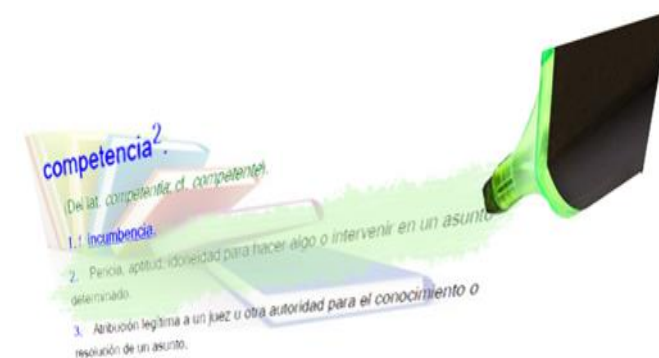 competencia².
(Del lat. competentia; cf. competente).
1. f. incumbencia.
2. Pericia, aptitud, idoneidad para hacer algo o intervenir en un asunto
determinado.
3. Atribución legítima a un juez u otra autoridad para el conocimiento o
resolución de un asunto.